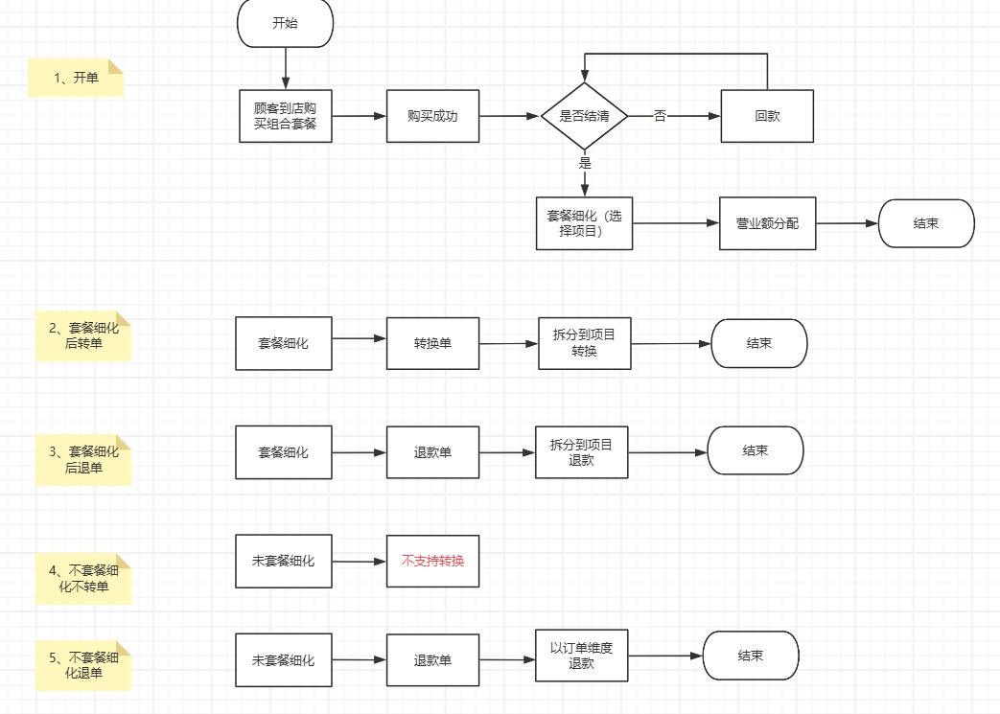 开始
1、开单
顾客到店购
买组合套餐
购买成功
是否结清
否
回款
是
套餐细化（选
择项目）
营业额分配
结束
2、套餐细化
后转单
套餐细化
转换单
拆分到项目
转换
结束
3、套餐细化
后退单
套餐细化
退款单
拆分到项目
退款
结束
4、不套餐细
化不转单
未套餐细化
不支持转换
5、不套餐细
化退单
未套餐细化
退款单
以订单维度
退款
结束